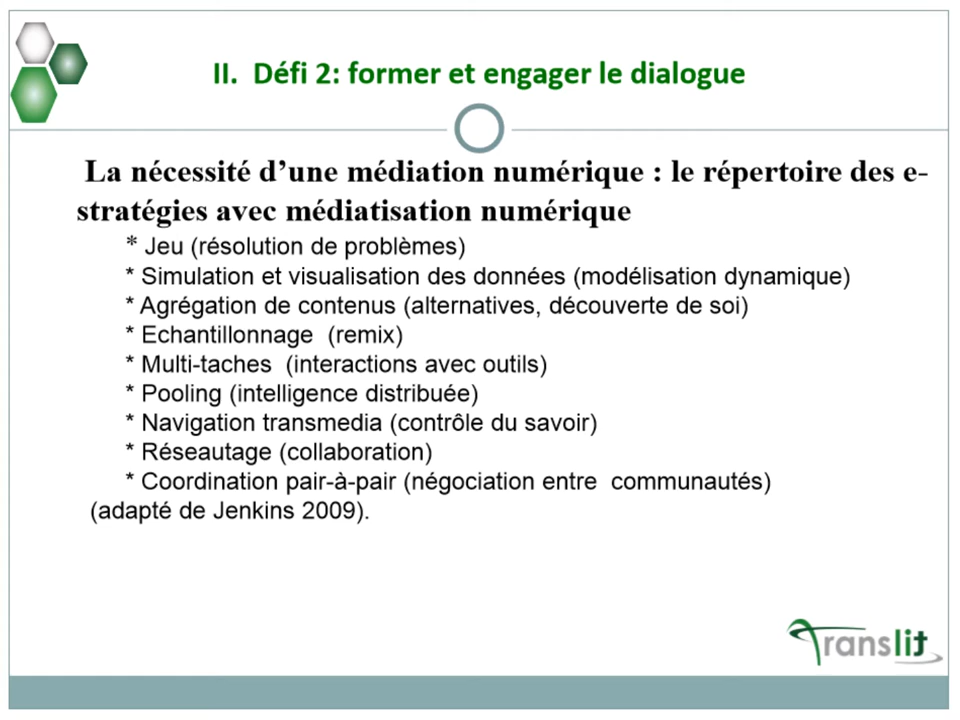 II. Défi 2: former et engager le dialogue
La nécessité d’une médiation numérique : le répertoire des e-
stratégies avec médiatisation numérique
* Jeu (résolution de problèmes)
* Simulation et visualisation des données (modélisation dynamique)
* Agrégation de contenus (alternatives, découverte de soi)
* Echantillonnage (remix)
* Multi-taches (interactions avec outils)
* Pooling (intelligence distribuée)
* Navigation transmedia (contrôle du savoir)
* Réseautage (collaboration)
* Coordination pair-à-pair (négociation entre communautés)
(adapté de Jenkins 2009).
Translit